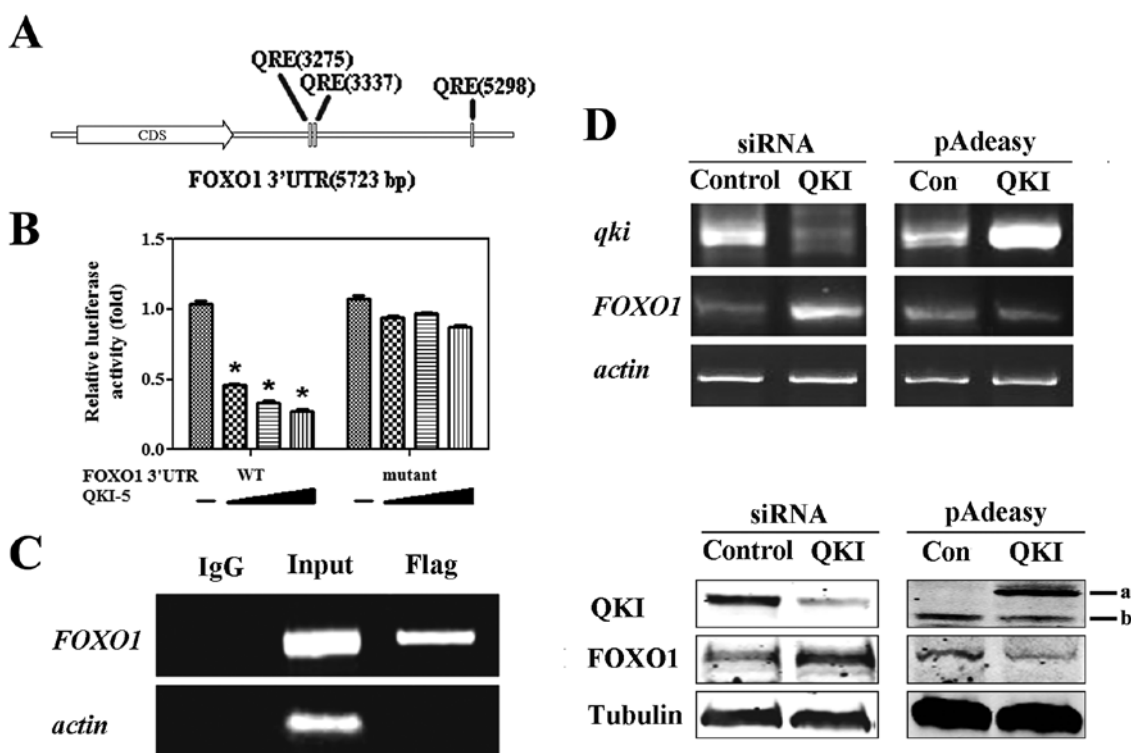 A
QRE(3275)
QRE(3337)
QRE(5298)
CDS
FOXO1 3'UTR(5723 bp)
B
Relative luciferase
activity (fold)
1.5
1.0
0.5
0.0
*
*
*
FOXO1 3'UTR
WT
mutant
QKI-5
C
IgG Input Flag
FOXO1
actin
D
siRNA pAdeasy
Control QKI Con QKI
qki
FOXO1
actin
siRNA pAdeasy
Control QKI Con QKI
QKI
a
b
FOXO1
Tubulin